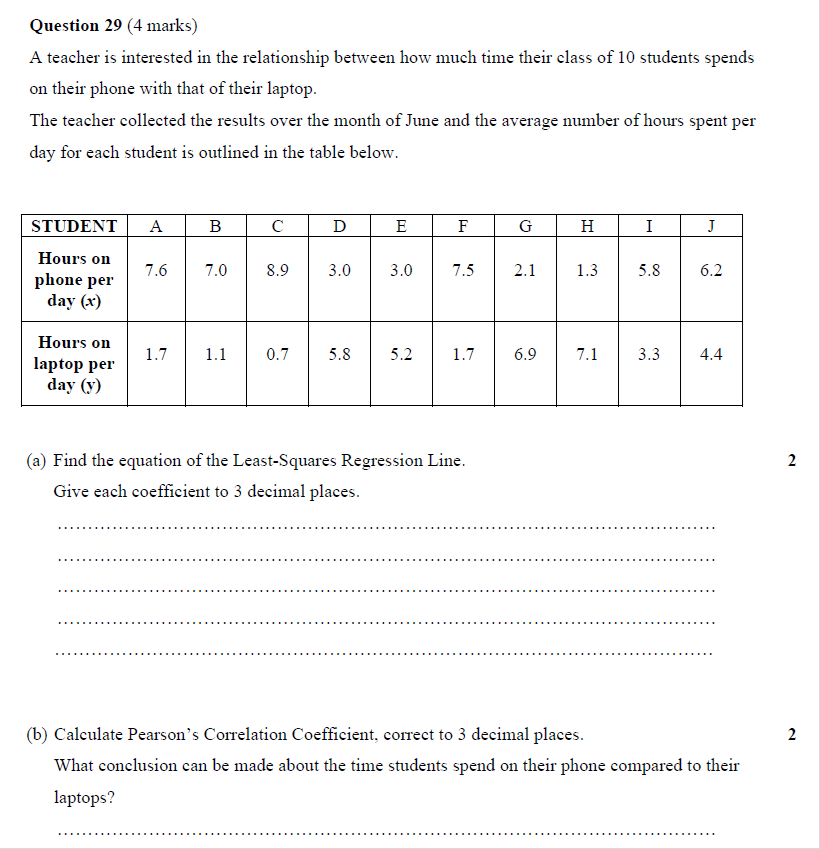 Question 29 (4 marks)
A teacher is interested in the relationship between how much time their class of 10 students spends
on their phone with that of their laptop.
The teacher collected the results over the month of June and the average number of hours spent per
day for each student is outlined in the table below.
STUDENT A B C D E F G H I J
Hours on
phone per
day (x)
7.6 7.0 8.9 3.0 3.0 7.5 2.1 1.3 5.8 6.2
Hours on
laptop per
day (y)
1.7 1.1 0.7 5.8 5.2 1.7 6.9 7.1 3.3 4.4
(a) Find the equation of the Least-Squares Regression Line. 2
Give each coefficient to 3 decimal places.
(b) Calculate Pearson’s Correlation Coefficient, correct to 3 decimal places. 2
What conclusion can be made about the time students spend on their phone compared to their
laptops?